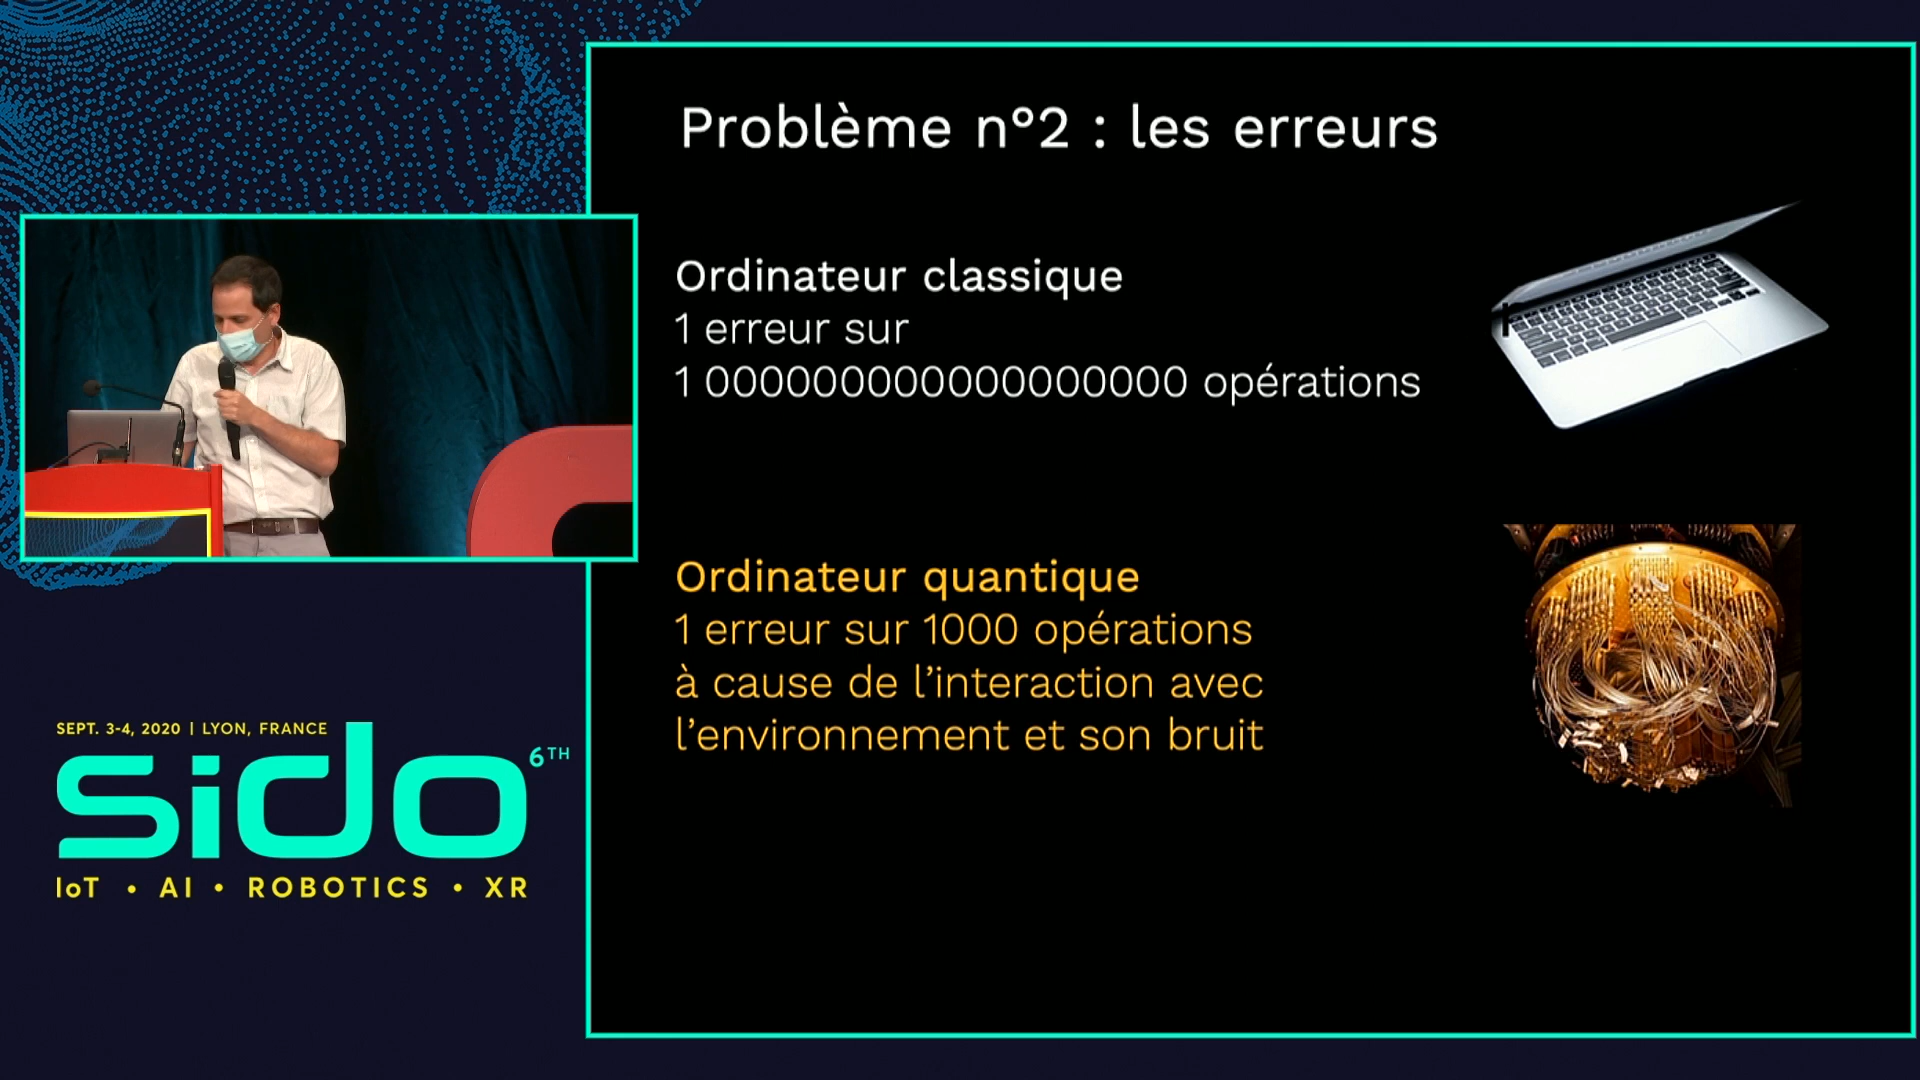 Problème n°2 : les erreurs
Ordinateur classique
1 erreur sur
1 000000000000000000 opérations
Ordinateur quantique
1 erreur sur 1000 opérations
à cause de l’interaction avec
l’environnement et son bruit
SEPT. 3-4, 2020 | LYON, FRANCE
sido 6TH
IoT • AI • ROBOTICS • XR